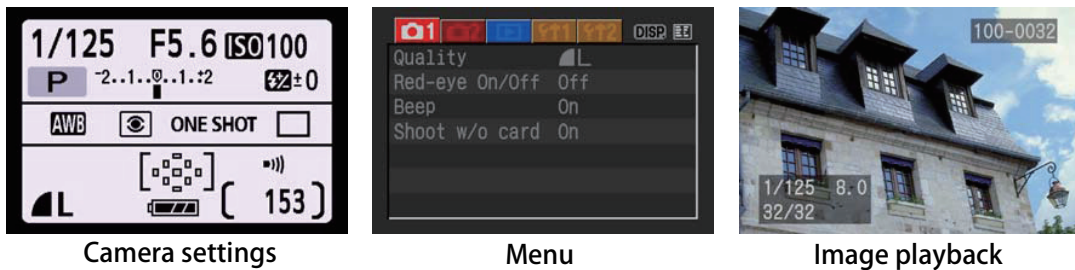 1/125 F5.6 ISO 100
P -2..1..0..1.:2 ±0
AWB ONE SHOT
L [153]
Camera settings
DISP.
Quality L
Red-eye On/Off Off
Beep On
Shoot w/o card On
Menu
100-0032
1/125 8.0
32/32
Image playback